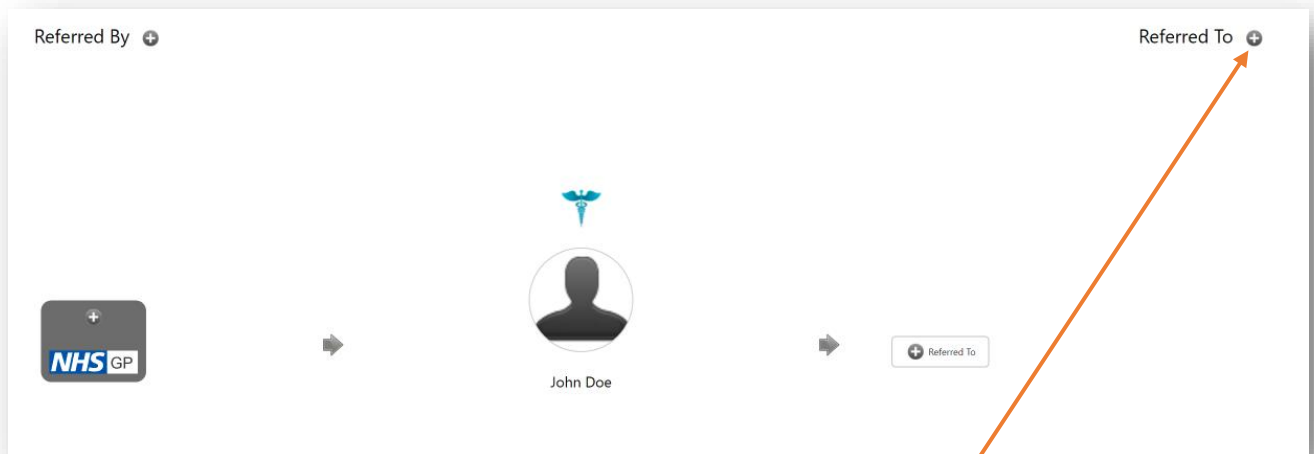 Referred By
Referred To
NHS GP
Referred To
John Doe